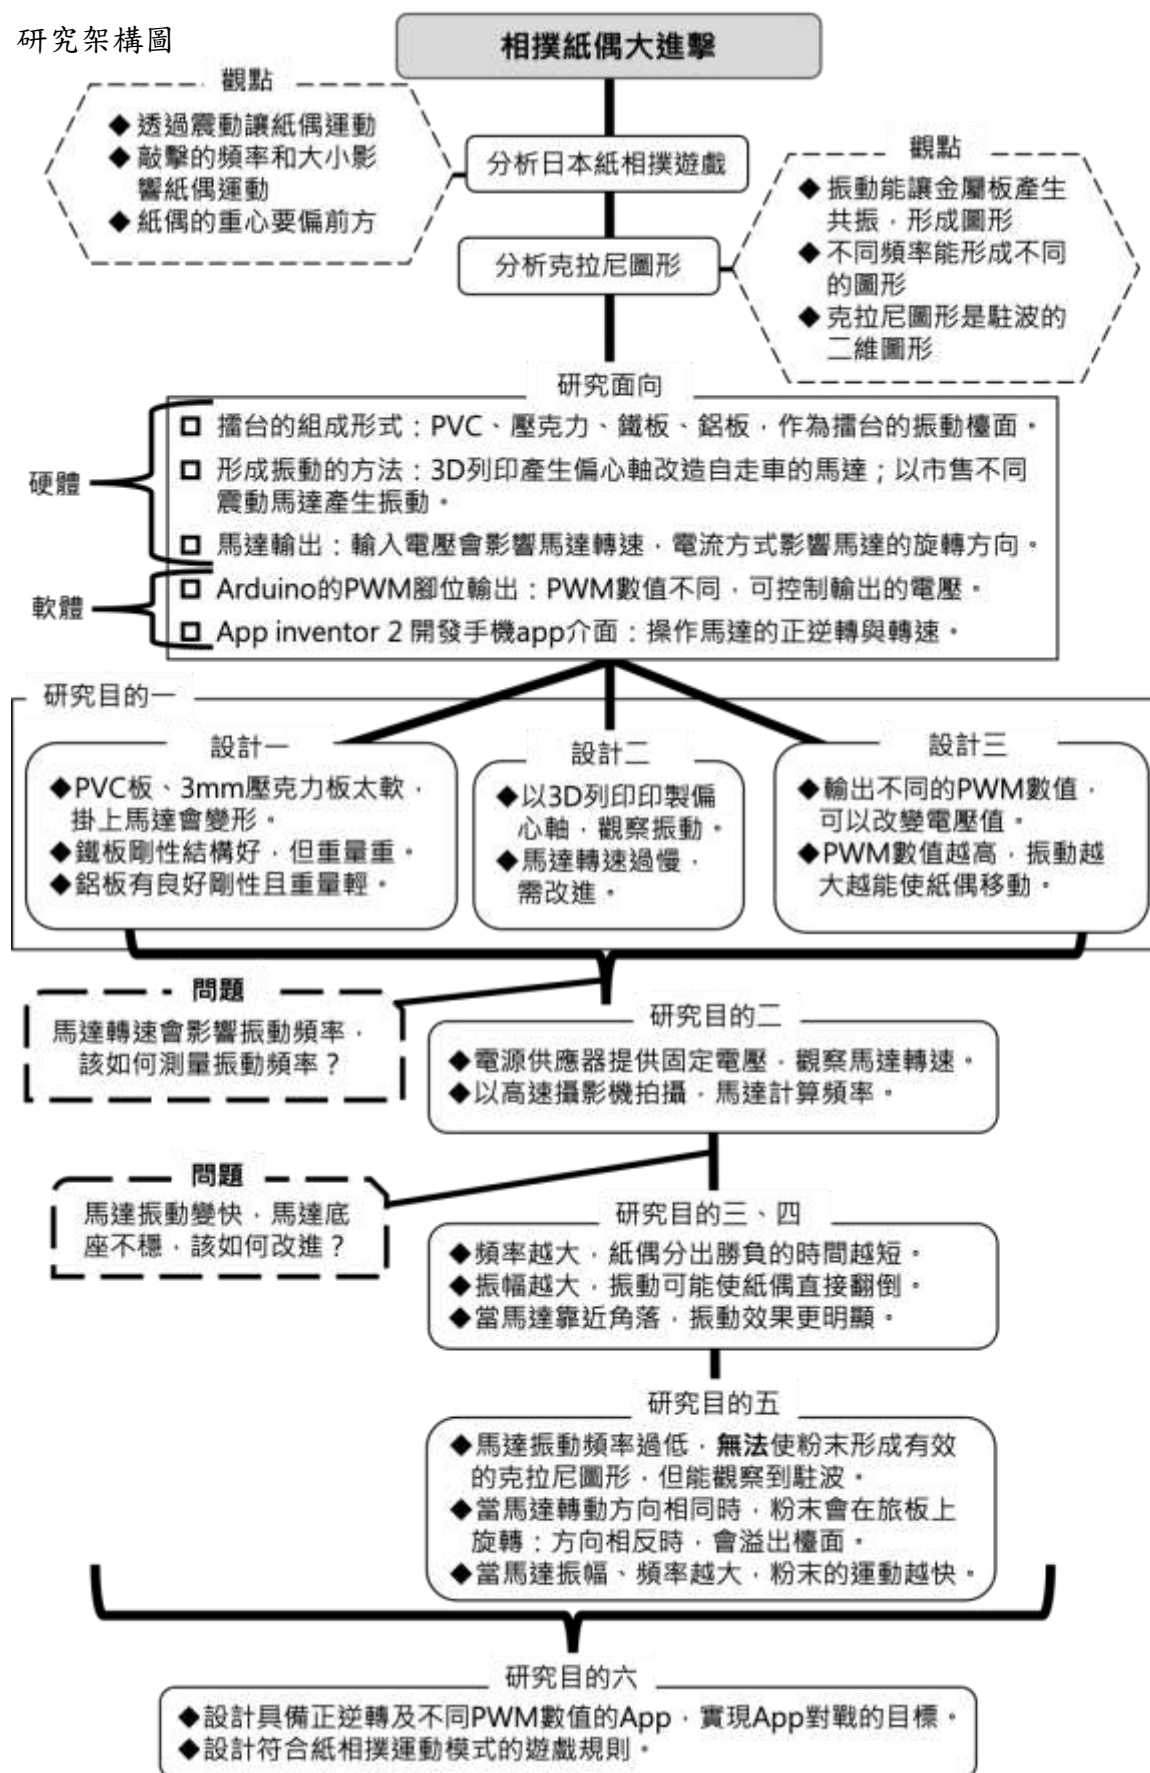 研究架構圖
相撲紙偶大進擊
觀點
◆透過震動讓紙偶運動
◆敲擊的頻率和大小影
響紙偶運動
◆紙偶的重心要偏前方
分析日本紙相撲遊戲
觀點
◆振動能讓金屬板產生
共振，形成圖形
◆不同頻率能形成不同
的圖形
◆克拉尼圖形是駐波的
二維圖形
分析克拉尼圖形
研究面向
硬體
擂台的組成形式：PVC、壓克力、鐵板、鋁板，作為擂台的振動檯面。
形成振動的方法：3D列印產生偏心軸改造自走車的馬達；以市售不同
震動馬達產生振動。
馬達輸出：輸入電壓會影響馬達轉速，電流方式影響馬達的旋轉方向。
軟體
Arduino的PWM腳位輸出：PWM數值不同，可控制輸出的電壓。
App inventor 2 開發手機app介面：操作馬達的正逆轉與轉速。
研究目的一
設計一
◆PVC板、3mm壓克力板太軟，
掛上馬達會變形。
◆鐵板剛性結構好，但重量重。
◆鋁板有良好剛性且重量輕。
設計二
◆以3D列印印製偏
心軸，觀察振動。
◆馬達轉速過慢，
需改進。
設計三
◆輸出不同的PWM數值，
可以改變電壓值。
◆PWM數值越高，振動越
大越能使紙偶移動。
問題
馬達轉速會影響振動頻率，
該如何測量振動頻率？
研究目的二
◆電源供應器提供固定電壓，觀察馬達轉速。
◆以高速攝影機拍攝，馬達計算頻率。
問題
馬達振動變快，馬達底
座不穩，該如何改進？
研究目的三、四
◆頻率越大，紙偶分出勝負的時間越短。
◆振幅越大，振動可能使紙偶直接翻倒。
◆當馬達靠近角落，振動效果更明顯。
研究目的五
◆馬達振動頻率過低，無法使粉末形成有效
的克拉尼圖形，但能觀察到駐波。
◆當馬達轉動方向相同時，粉末會在旅板上
旋轉；方向相反時，會溢出檯面。
◆當馬達振幅、頻率越大，粉末的運動越快。
研究目的六
◆設計具備正逆轉及不同PWM數值的App，實現App對戰的目標。
◆設計符合紙相撲運動模式的遊戲規則。